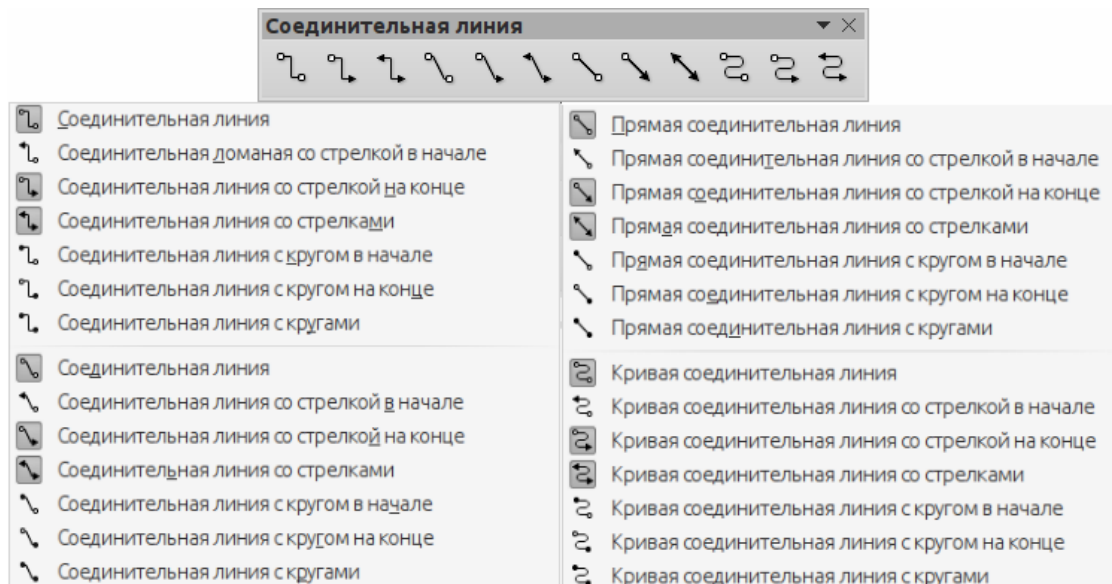 Соединительная линия
Соединительная линия
Соединительная ломаная со стрелкой в начале
Соединительная линия со стрелкой на конце
Соединительная линия со стрелками
Соединительная линия с кругом в начале
Соединительная линия с кругом на конце
Соединительная линия с кругами
Соединительная линия
Соединительная линия со стрелкой в начале
Соединительная линия со стрелкой на конце
Соединительная линия со стрелками
Соединительная линия с кругом в начале
Соединительная линия с кругом на конце
Соединительная линия с кругами
Прямая соединительная линия
Прямая соединительная линия со стрелкой в начале
Прямая соединительная линия со стрелкой на конце
Прямая соединительная линия со стрелками
Прямая соединительная линия с кругом в начале
Прямая соединительная линия с кругом на конце
Прямая соединительная линия с кругами
Кривая соединительная линия
Кривая соединительная линия со стрелкой в начале
Кривая соединительная линия со стрелкой на конце
Кривая соединительная линия со стрелками
Кривая соединительная линия с кругом в начале
Кривая соединительная линия с кругом на конце
Кривая соединительная линия с кругами